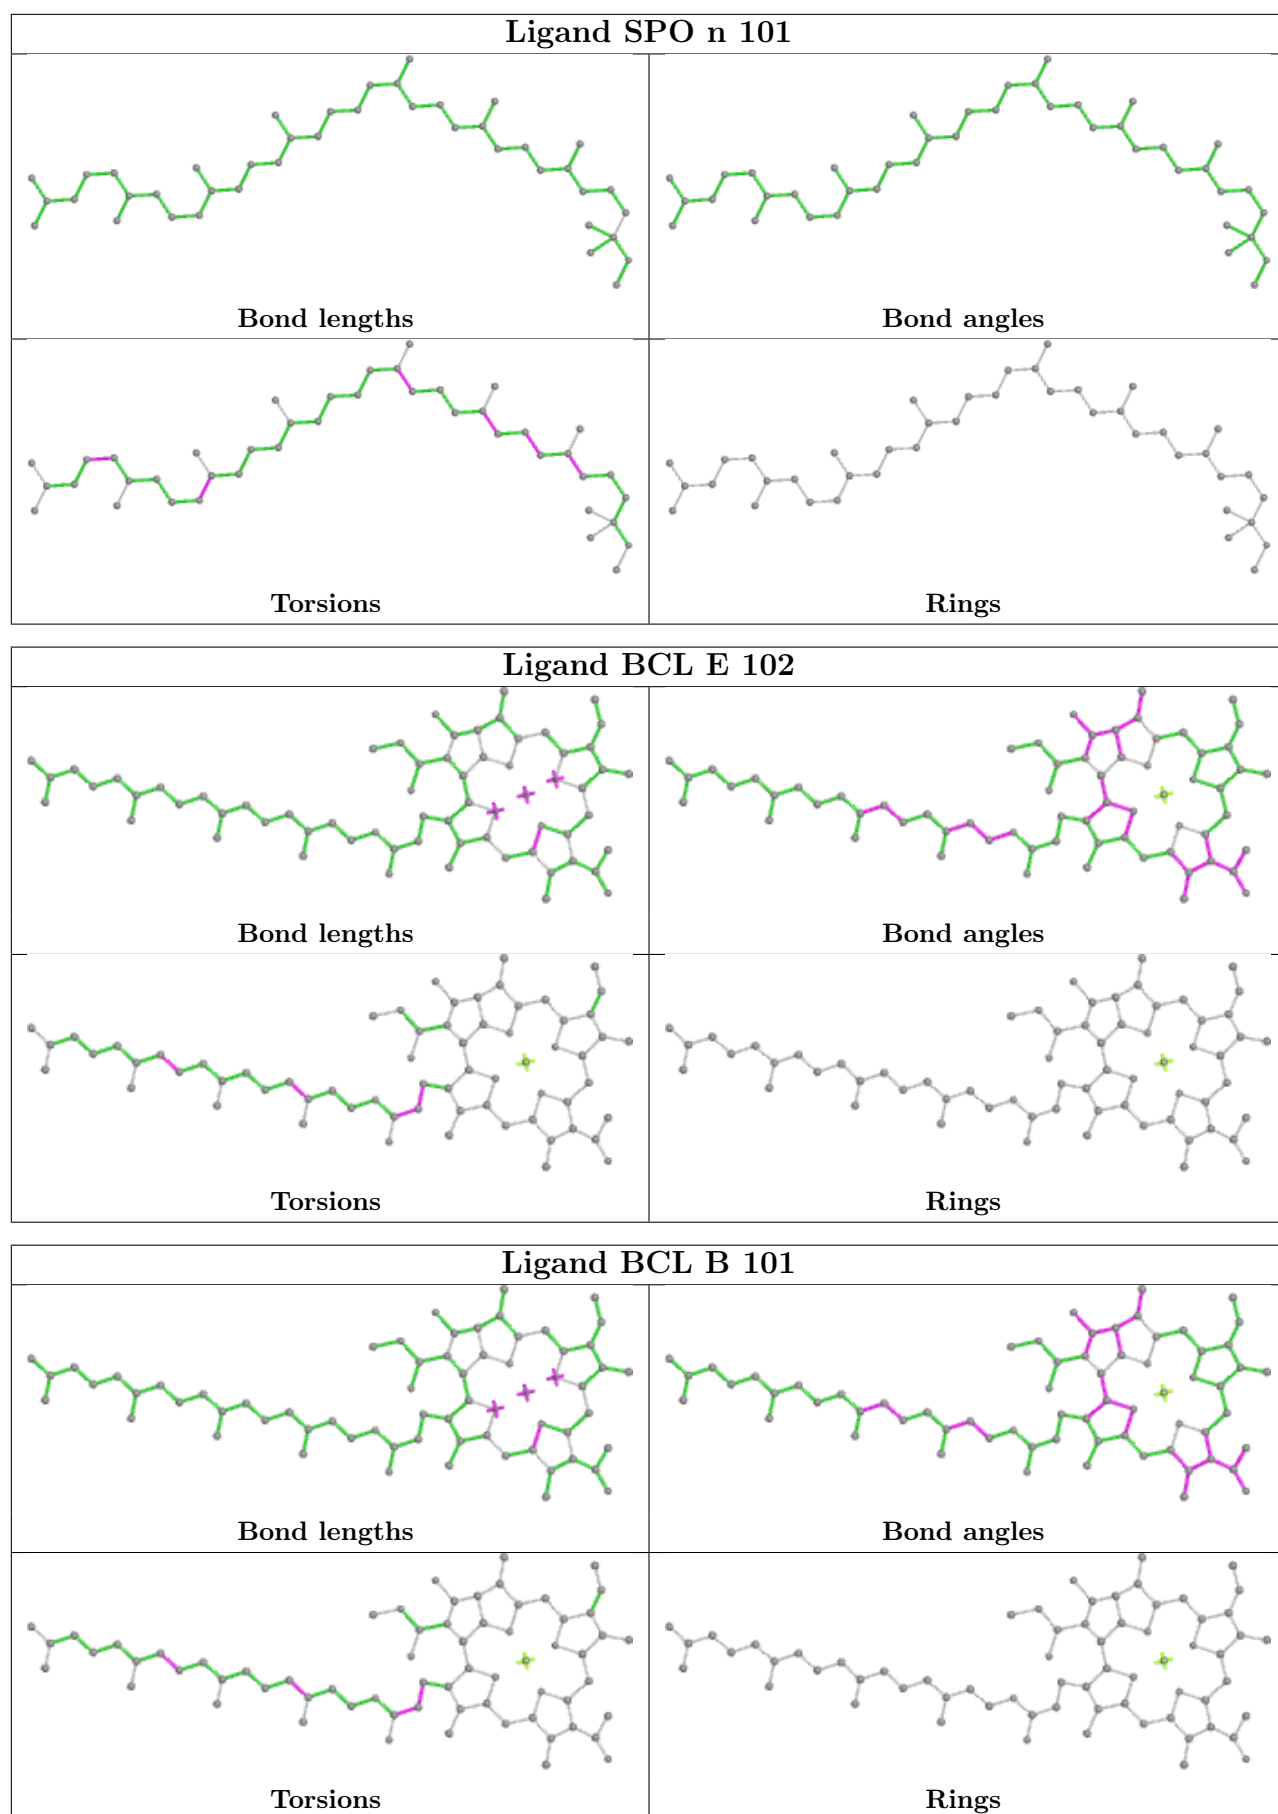 Ligand SPO n 101
Bond lengths
Bond angles
Torsions
Rings
Ligand BCL E 102
Bond lengths
Bond angles
Torsions
Rings
Ligand BCL B 101
Bond lengths
Bond angles
Torsions
Rings